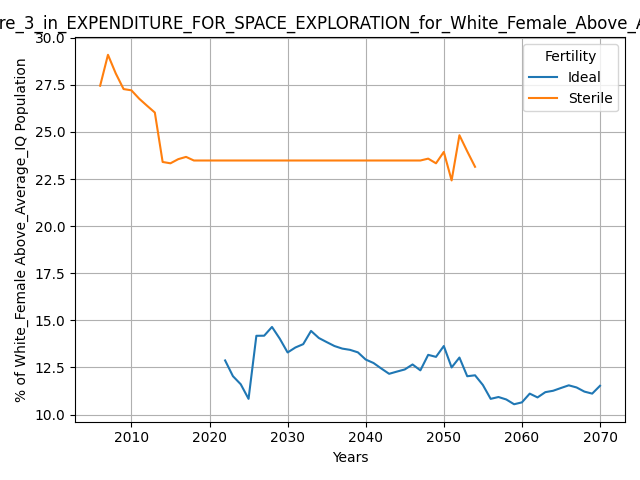 re_3_in_EXPENDITURE_FOR_SPACE_EXPLORATION_for_White_Female_Above_A
% of White_Female Above_Average_IQ Population
30.0
27.5
25.0
22.5
20.0
17.5
15.0
12.5
10.0
Fertility
Ideal
Sterile
2010 2020 2030 2040 2050 2060 2070
Years